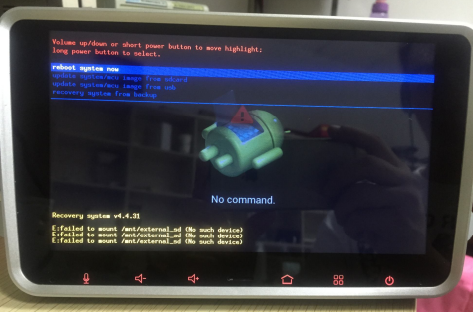 Volume up/down or short power button to move highlight;
long power button to select.
reboot system now
update system/mcu image from sdcard
update system/mcu image from usb
recovery system from backup
No command.
Recovery system v4.4.31
E:failed to mount /mnt/external_sd (No such device)
E:failed to mount /mnt/external_sd (No such device)
E:failed to mount /mnt/external_sd (No such device)